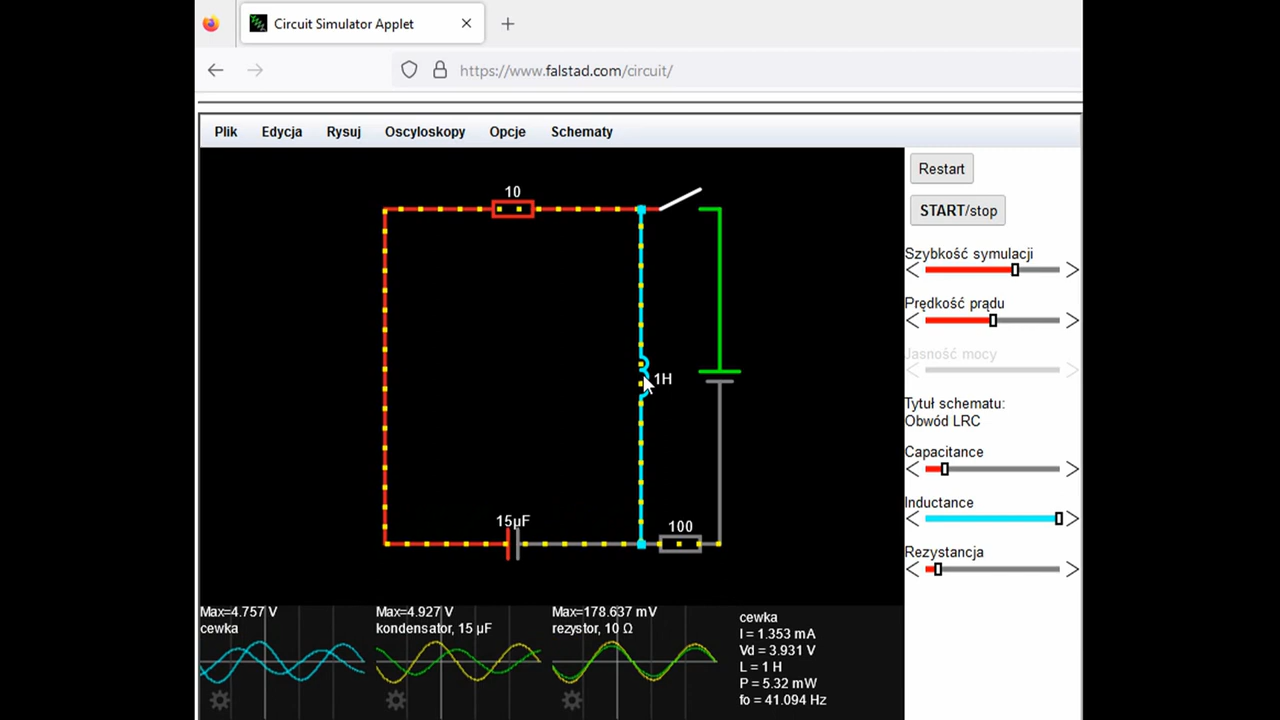 Circuit Simulator Applet
https://www.falstad.com/circuit/
Plik Edycja Rysuj Oscyloskopy Opcje Schematy
Restart
START/stop
Szybkość symulacji
Prędkość prądu
Jasność mocy
Tytuł schematu:
Obwód LRC
Capacitance
Inductance
Rezystancja
10
1H
15μF
100
Max=4.757 V
cewka
Max=4.927 V
kondensator, 15 μF
Max=178.637 mV
rezystor, 10 Ω
cewka
I = 1.353 mA
Vd = 3.931 V
L = 1 H
P = 5.32 mW
fo = 41.094 Hz